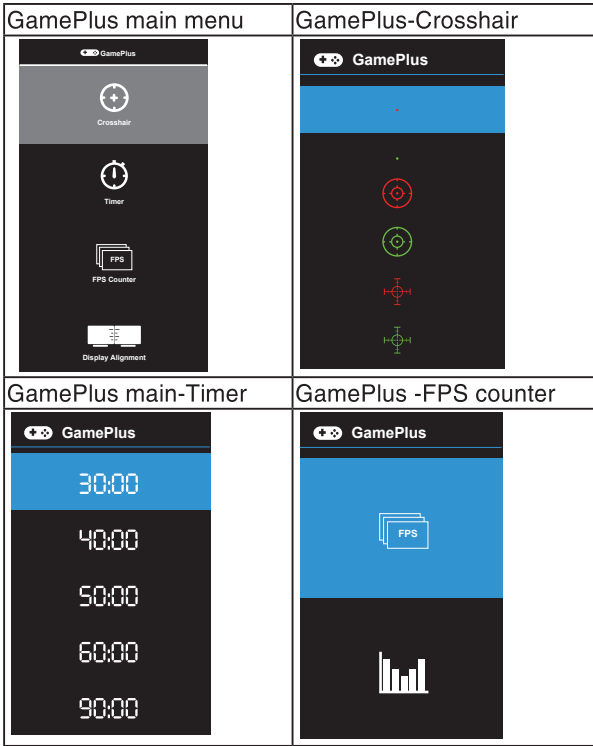 GamePlus main menu
GamePlus
Crosshair
Timer
FPS
FPS Counter
Display Alignment
GamePlus-Crosshair
GamePlus
GamePlus main-Timer
GamePlus
30:00
40:00
50:00
60:00
90:00
GamePlus -FPS counter
GamePlus
FPS